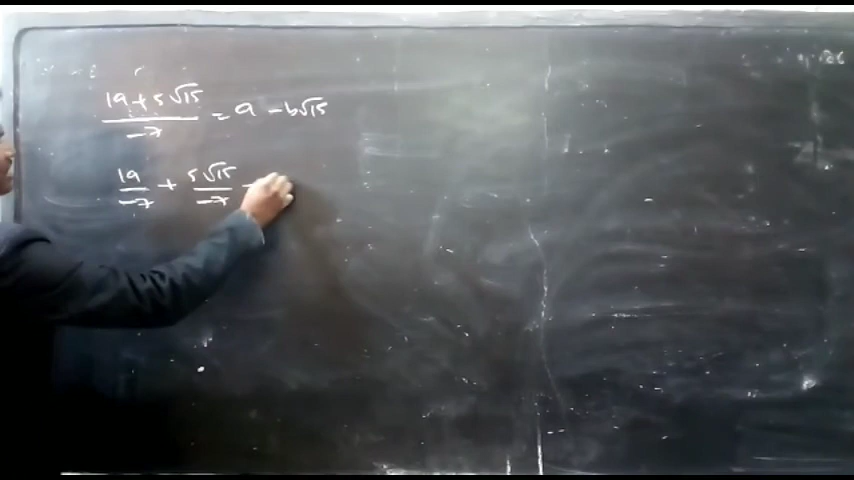 19 + 5√15 / -7 = a - b√15
19 / -7 + 5√15 / -7